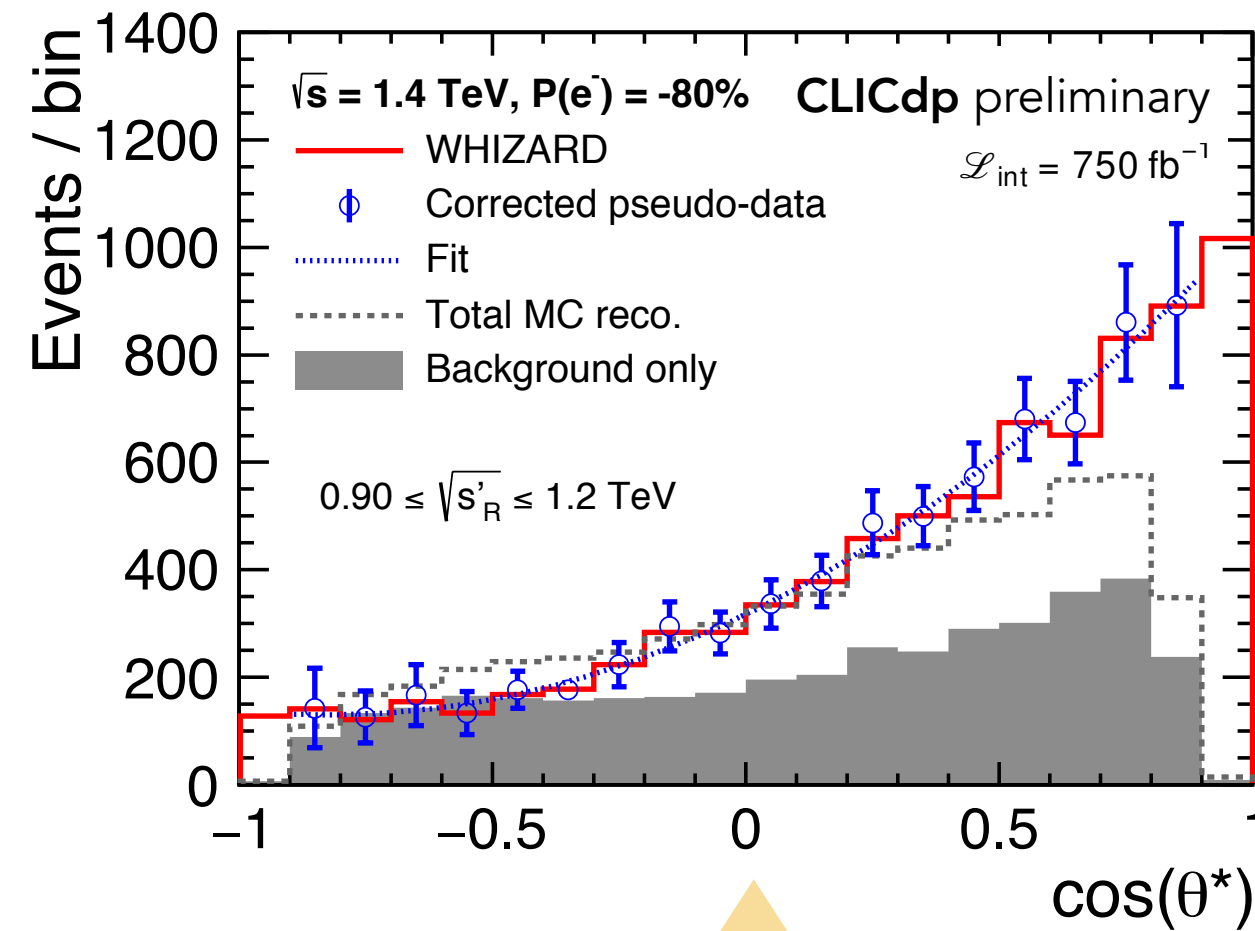 Events / bin
1400
1200
1000
800
600
400
200
0
√s = 1.4 TeV, P(e⁻) = -80%
CLICdp preliminary
ℒ_int = 750 fb⁻¹
WHIZARD
Corrected pseudo-data
Fit
Total MC reco.
Background only
0.90 ≤ √s'_R ≤ 1.2 TeV
−1 −0.5 0 0.5 1
cos(θ*)